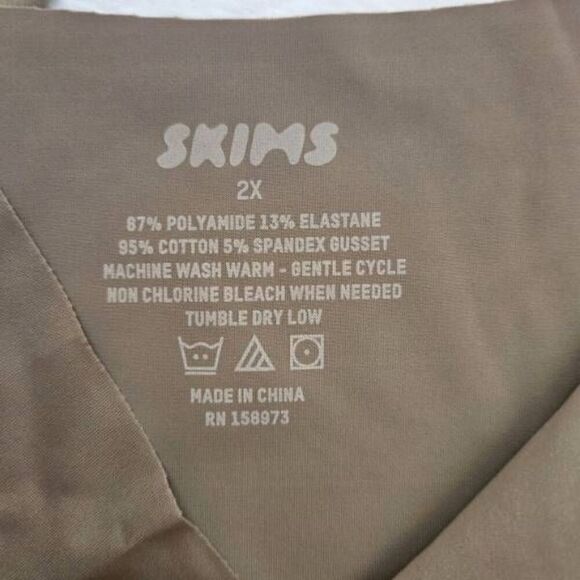 SKIMS
2X
87% POLYAMIDE 13% ELASTANE
95% COTTON 5% SPANDEX GUSSET
MACHINE WASH WARM - GENTLE CYCLE
NON CHLORINE BLEACH WHEN NEEDED
TUMBLE DRY LOW
MADE IN CHINA
RN 158973